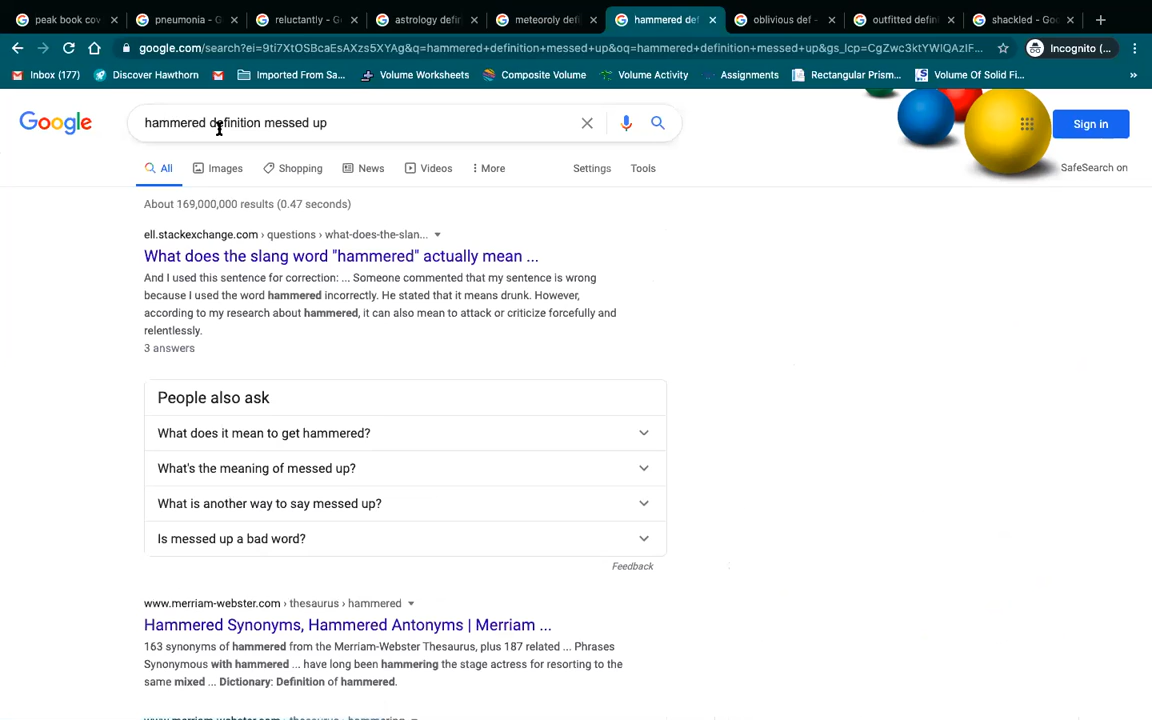 peak book cov
pneumonia - G
reluctantly - G
astrology defin
meteoroly defi
hammered def
oblivious def -
outfitted defin
shackled - Goo
google.com/search?ei=9ti7XtOSBcaEsAXzs5XYAg&q=hammered+definition+messed+up&oq=hammered+definition+messed+up&gs_lcp=CgZwc3ktYWIQAzIF...
Incognito (...
Inbox (177)
Discover Hawthorn
Imported From Sa...
Volume Worksheets
Composite Volume
Volume Activity
Assignments
Rectangular Prism...
Volume Of Solid Fi...
»
Google
hammered definition messed up
Sign in
All
Images
Shopping
News
Videos
More
Settings
Tools
SafeSearch on
About 169,000,000 results (0.47 seconds)
ell.stackexchange.com › questions › what-does-the-slan...
What does the slang word "hammered" actually mean ...
And I used this sentence for correction: ... Someone commented that my sentence is wrong
because I used the word hammered incorrectly. He stated that it means drunk. However,
according to my research about hammered, it can also mean to attack or criticize forcefully and
relentlessly.
3 answers
People also ask
What does it mean to get hammered?
What's the meaning of messed up?
What is another way to say messed up?
Is messed up a bad word?
Feedback
www.merriam-webster.com › thesaurus › hammered
Hammered Synonyms, Hammered Antonyms | Merriam ...
163 synonyms of hammered from the Merriam-Webster Thesaurus, plus 187 related ... Phrases
Synonymous with hammered ... have long been hammering the stage actress for resorting to the
same mixed ... Dictionary: Definition of hammered.
www.merriam-webster.com › thesaurus › hammering